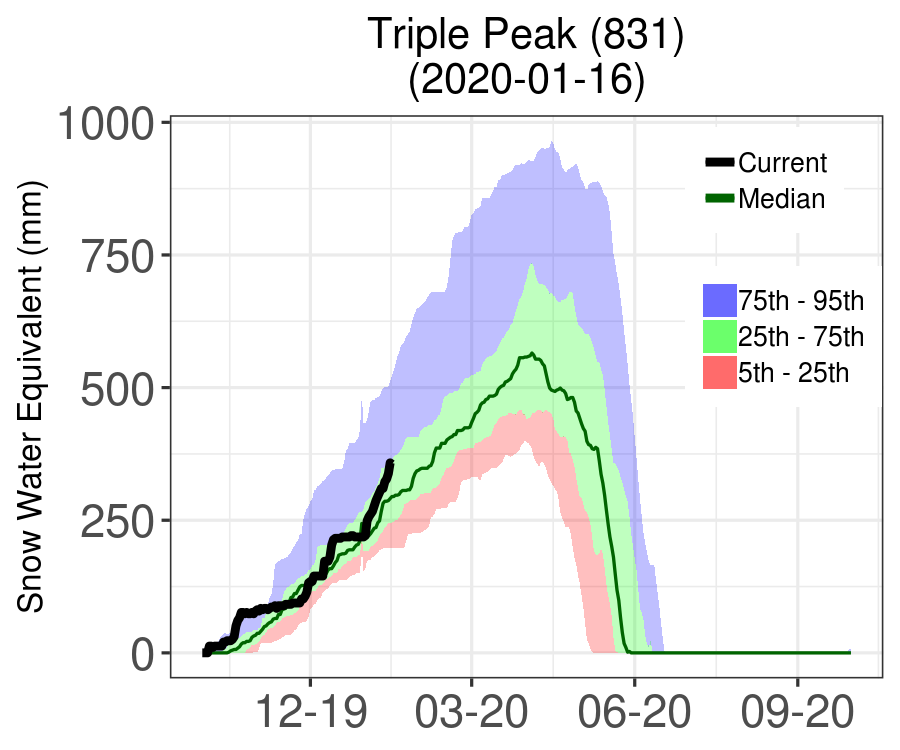 Triple Peak (831)
(2020-01-16)
Snow Water Equivalent (mm)
1000
750
500
250
0
Current
Median
75th - 95th
25th - 75th
5th - 25th
12-19
03-20
06-20
09-20